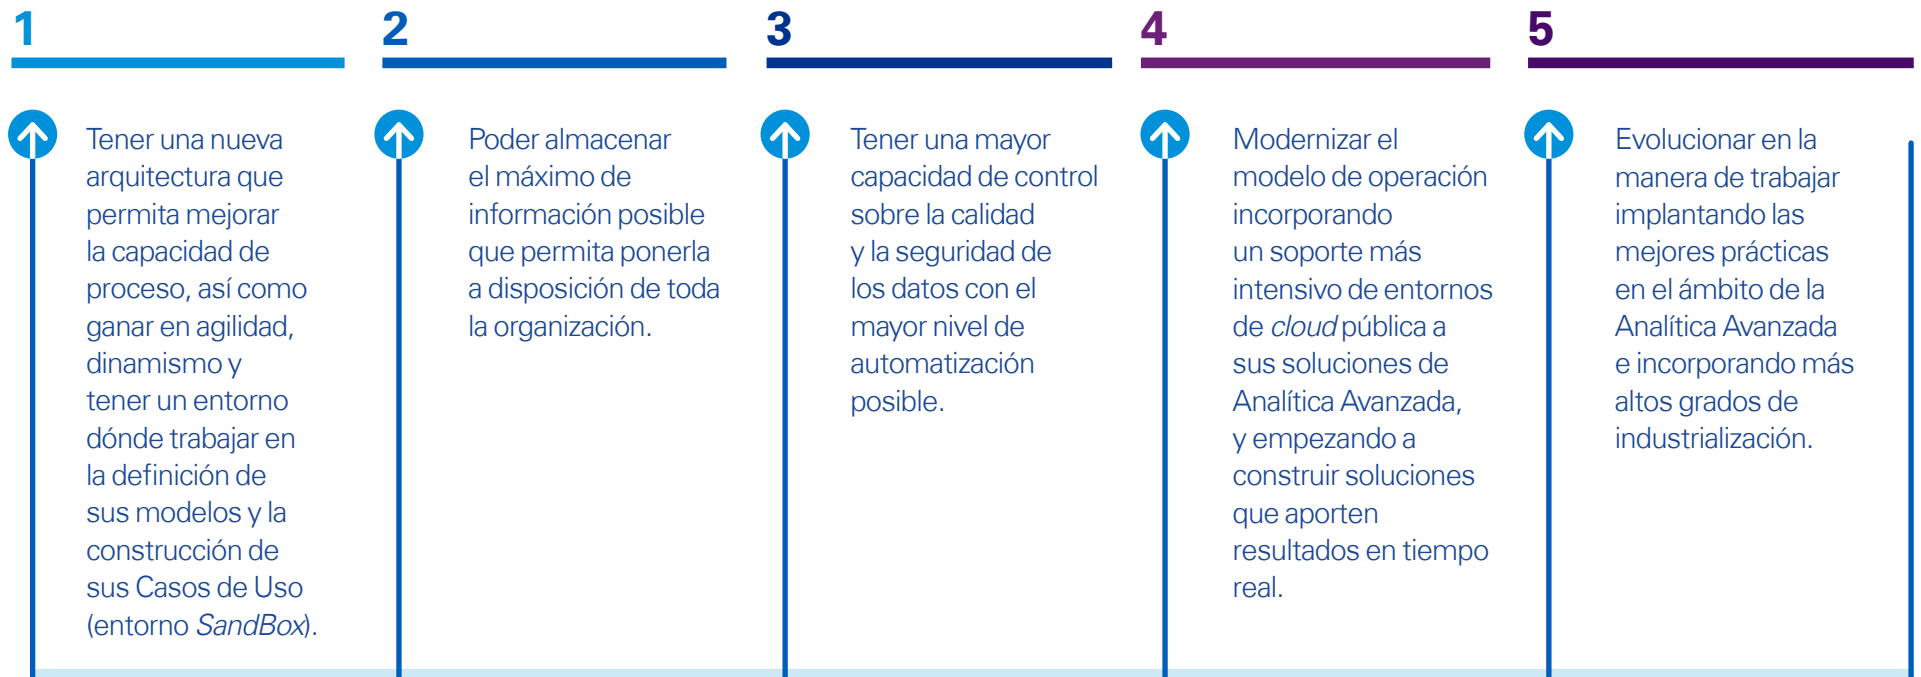 1
Tener una nueva
arquitectura que
permita mejorar
la capacidad de
proceso, así como
ganar en agilidad,
dinamismo y
tener un entorno
dónde trabajar en
la definición de
sus modelos y la
construcción de
sus Casos de Uso
(entorno SandBox).
2
Poder almacenar
el máximo de
información posible
que permita ponerla
a disposición de toda
la organización.
3
Tener una mayor
capacidad de control
sobre la calidad
y la seguridad de
los datos con el
mayor nivel de
automatización
posible.
4
Modernizar el
modelo de operación
incorporando
un soporte más
intensivo de entornos
de cloud pública a
sus soluciones de
Analítica Avanzada,
y empezando a
construir soluciones
que aporten
resultados en tiempo
real.
5
Evolucionar en la
manera de trabajar
implantando las
mejores prácticas
en el ámbito de la
Analítica Avanzada
e incorporando más
altos grados de
industrialización.